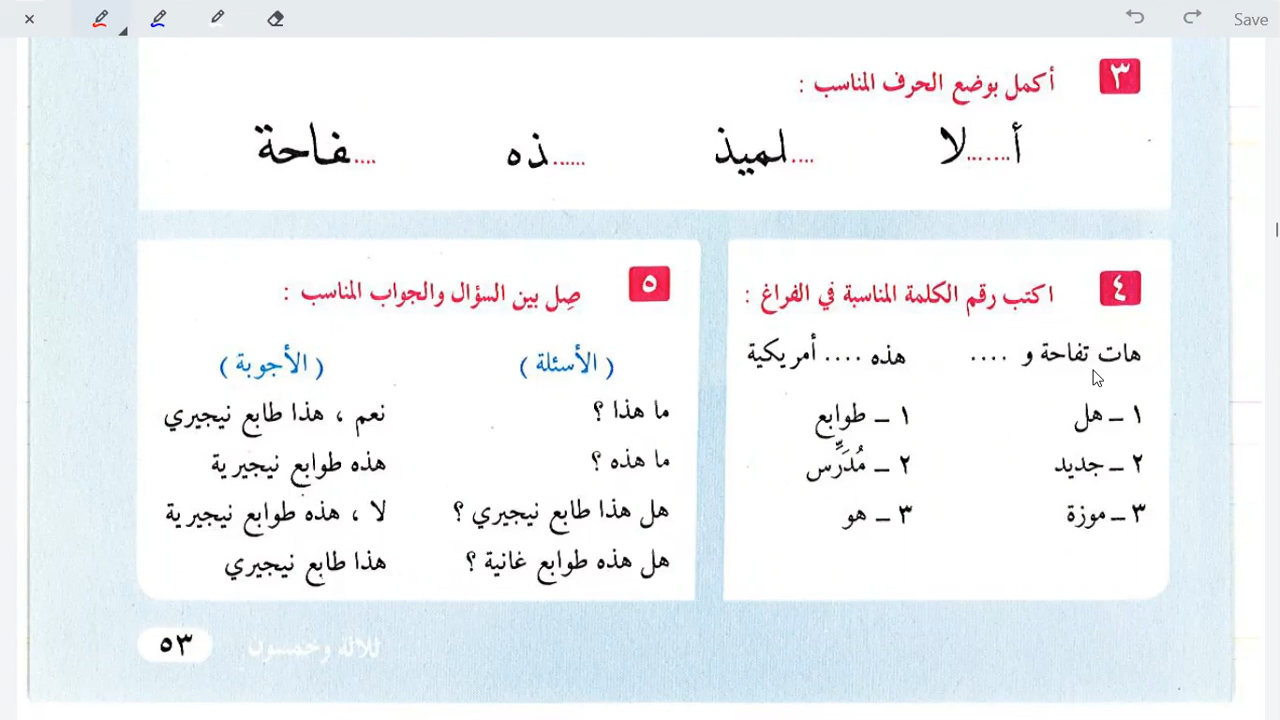 Save
٣ أكمل بوضع الحرف المناسب :
أ.......لا ....لميذ ......ذه ....فاحة
٤ اكتب رقم الكلمة المناسبة في الفراغ :
هات تفاحة و .... هذه .... أمريكية
١ ـ هل ١ ـ طوابع
٢ ـ جديد ٢ ـ مُدَرِّس
٣ ـ موزة ٣ ـ هو
٥ صِل بين السؤال والجواب المناسب :
( الأسئلة ) ( الأجوبة )
ما هذا ؟ نعم ، هذا طابع نيجيري
ما هذه ؟ هذه طوابع نيجيرية
هل هذا طابع نيجيري ؟ لا ، هذه طوابع نيجيرية
هل هذه طوابع غانية ؟ هذا طابع نيجيري
ثلاثة وخمسون ٥٣